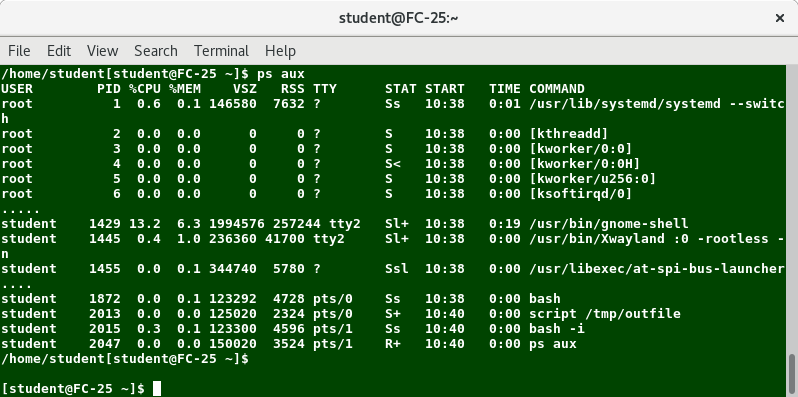 student@FC-25:~
File Edit View Search Terminal Help
/home/student[student@FC-25 ~]$ ps aux
USER        PID %CPU %MEM    VSZ   RSS TTY      STAT START   TIME COMMAND
root          1  0.6  0.1 146580  7632 ?        Ss   10:38   0:01 /usr/lib/systemd/systemd --switc
h
root          2  0.0  0.0      0     0 ?        S    10:38   0:00 [kthreadd]
root          3  0.0  0.0      0     0 ?        S    10:38   0:00 [kworker/0:0]
root          4  0.0  0.0      0     0 ?        S<   10:38   0:00 [kworker/0:0H]
root          5  0.0  0.0      0     0 ?        S    10:38   0:00 [kworker/u256:0]
root          6  0.0  0.0      0     0 ?        S    10:38   0:00 [ksoftirqd/0]
.....
student    1429 13.2  6.3 1994576 257244 tty2   Sl+  10:38   0:19 /usr/bin/gnome-shell
student    1445  0.4  1.0 236360 41700 tty2     Sl+  10:38   0:00 /usr/bin/Xwayland :0 -rootless -
n
student    1455  0.0  0.1 344740  5780 ?        Ssl  10:38   0:00 /usr/libexec/at-spi-bus-launcher
....
student    1872  0.0  0.1 123292  4728 pts/0    Ss   10:38   0:00 bash
student    2013  0.0  0.0 125020  2324 pts/0    S+   10:40   0:00 script /tmp/outfile
student    2015  0.3  0.1 123300  4596 pts/1    Ss   10:40   0:00 bash -i
student    2047  0.0  0.0 150020  3524 pts/1    R+   10:40   0:00 ps aux
/home/student[student@FC-25 ~]$
[student@FC-25 ~]$